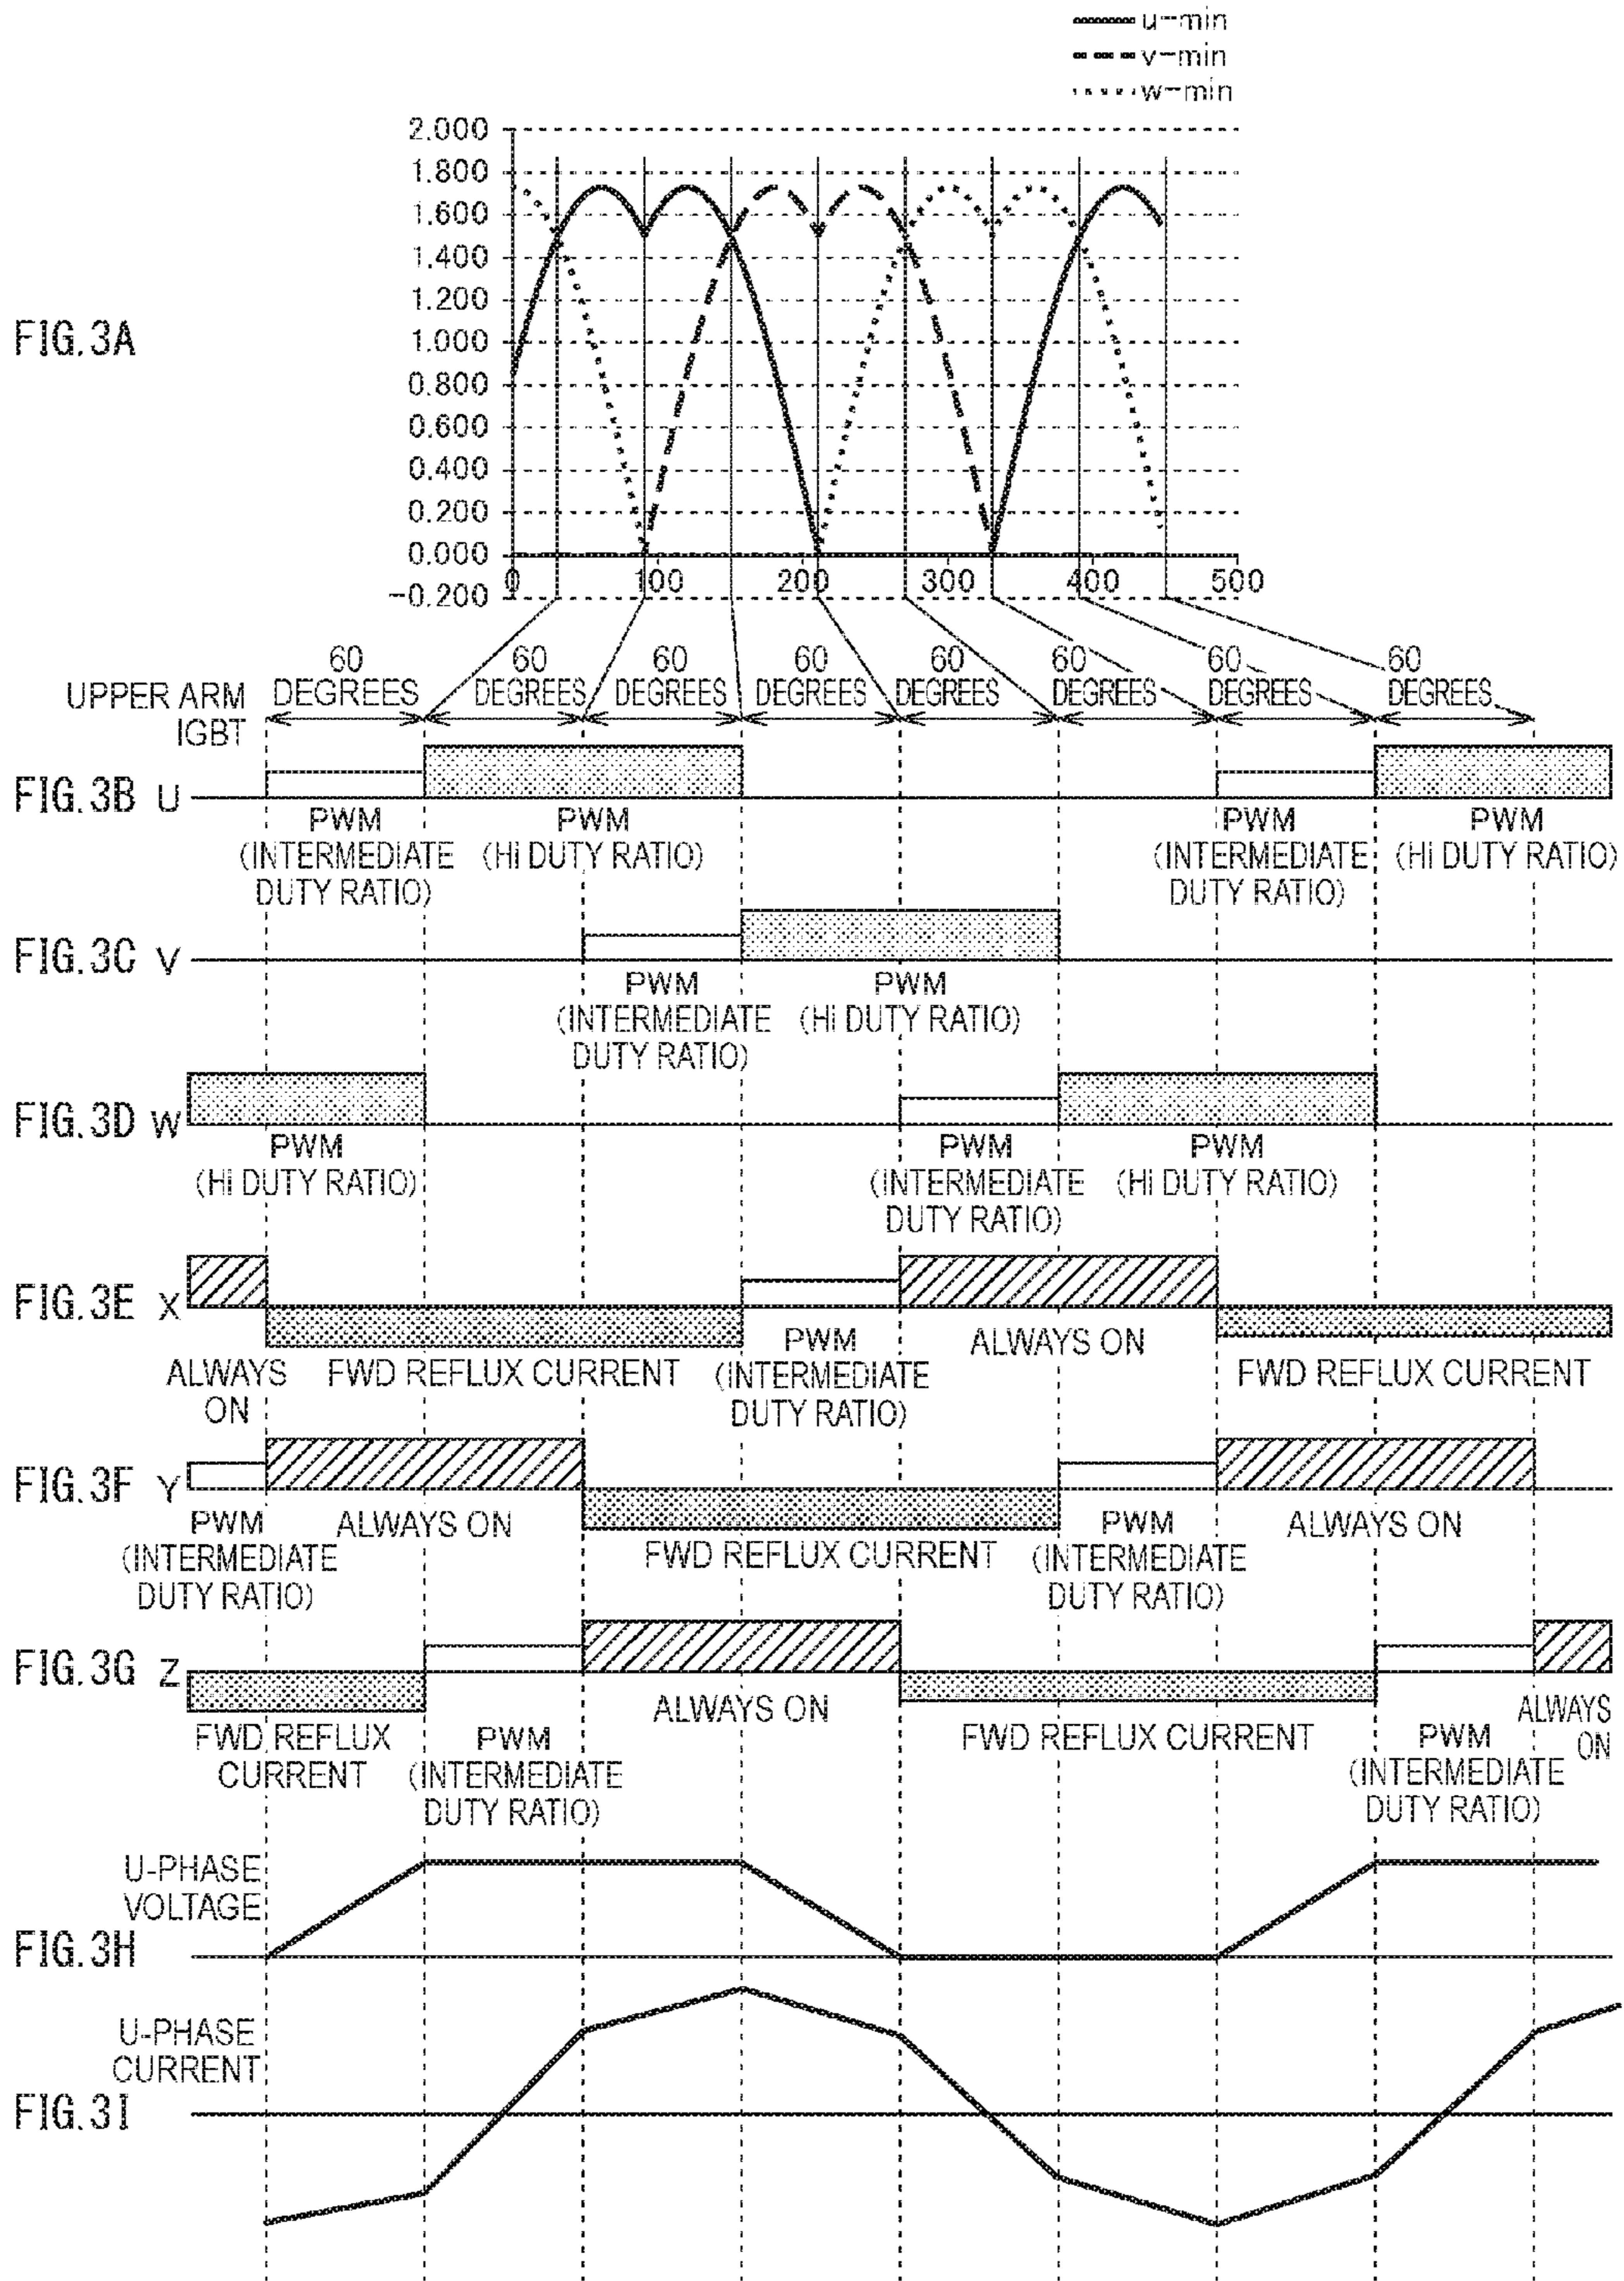 u-min
v-min
w-min
2.000
1.800
1.600
1.400
1.200
1.000
0.800
0.600
0.400
0.200
0.000
-0.200
0 100 200 300 400 500
FIG.3A
60 60 60 60 60 60 60 60
DEGREES DEGREES DEGREES DEGREES DEGREES DEGREES DEGREES DEGREES
UPPER ARM
IGBT
FIG.3B U
PWM PWM PWM PWM
(INTERMEDIATE (Hi DUTY RATIO) (INTERMEDIATE (Hi DUTY RATIO)
DUTY RATIO) DUTY RATIO)
FIG.3C V
PWM PWM
(INTERMEDIATE (Hi DUTY RATIO)
DUTY RATIO)
FIG.3D W
PWM PWM PWM
(Hi DUTY RATIO) (INTERMEDIATE (Hi DUTY RATIO)
DUTY RATIO)
FIG.3E X
ALWAYS FWD REFLUX CURRENT PWM ALWAYS ON FWD REFLUX CURRENT
ON (INTERMEDIATE
DUTY RATIO)
FIG.3F Y
PWM ALWAYS ON FWD REFLUX CURRENT PWM ALWAYS ON
(INTERMEDIATE (INTERMEDIATE
DUTY RATIO) DUTY RATIO)
FIG.3G Z
FWD REFLUX PWM ALWAYS ON FWD REFLUX CURRENT PWM ALWAYS
CURRENT (INTERMEDIATE (INTERMEDIATE ON
DUTY RATIO) DUTY RATIO)
U-PHASE
VOLTAGE
FIG.3H
U-PHASE
CURRENT
FIG.3I